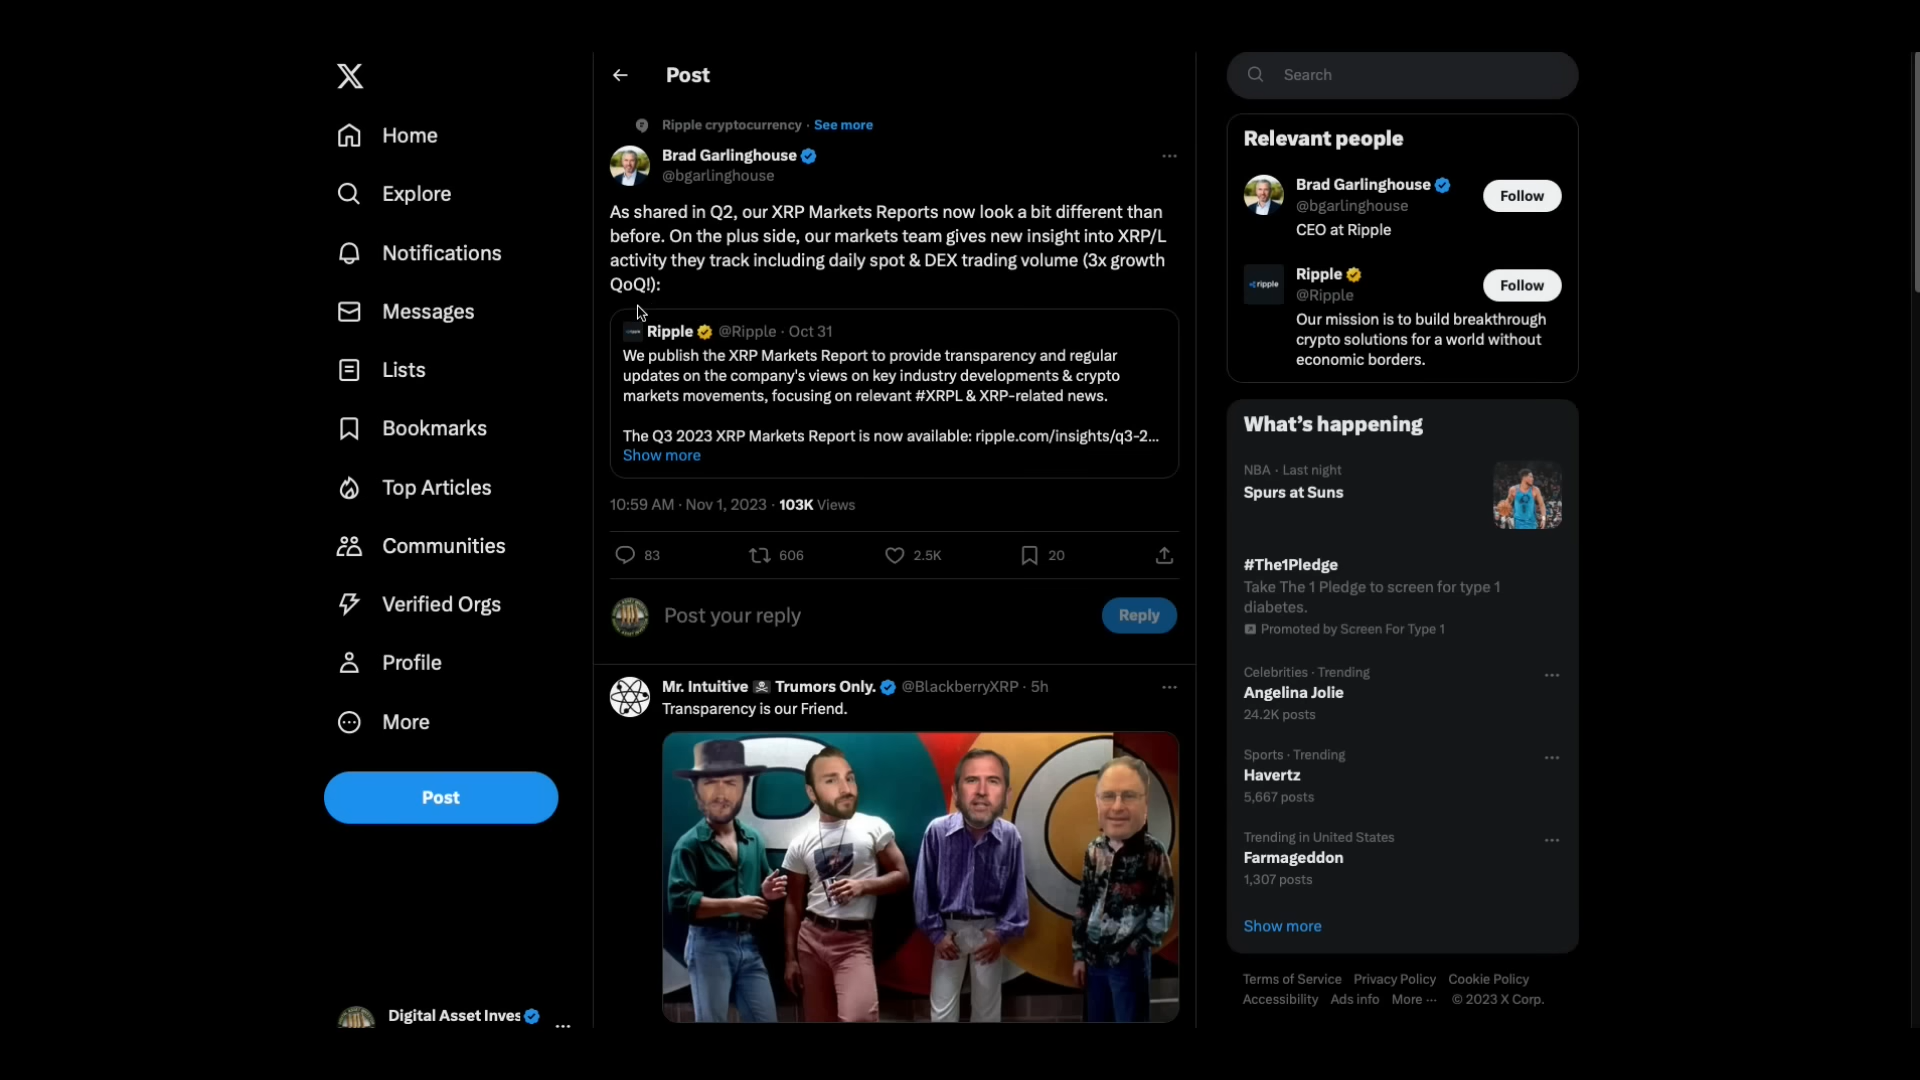 Home
Explore
Notifications
Messages
Lists
Bookmarks
Top Articles
Communities
Verified Orgs
Profile
More
Post
Digital Asset Inves
Post
Ripple cryptocurrency · See more
Brad Garlinghouse
@bgarlinghouse
As shared in Q2, our XRP Markets Reports now look a bit different than
before. On the plus side, our markets team gives new insight into XRP/L
activity they track including daily spot & DEX trading volume (3x growth
QoQ!):
Ripple @Ripple · Oct 31
We publish the XRP Markets Report to provide transparency and regular
updates on the company's views on key industry developments & crypto
markets movements, focusing on relevant #XRPL & XRP-related news.
The Q3 2023 XRP Markets Report is now available: ripple.com/insights/q3-2...
Show more
10:59 AM · Nov 1, 2023 · 103K Views
83 606 2.5K 20
Post your reply
Reply
Mr. Intuitive ☠ Trumors Only. @BlackberryXRP · 5h
Transparency is our Friend.
Search
Relevant people
Brad Garlinghouse
@bgarlinghouse
CEO at Ripple
Follow
ripple
Ripple
@Ripple
Follow
Our mission is to build breakthrough
crypto solutions for a world without
economic borders.
What's happening
NBA · Last night
Spurs at Suns
#The1Pledge
Take The 1 Pledge to screen for type 1
diabetes.
Promoted by Screen For Type 1
Celebrities · Trending
Angelina Jolie
24.2K posts
Sports · Trending
Havertz
5,667 posts
Trending in United States
Farmageddon
1,307 posts
Show more
Terms of Service Privacy Policy Cookie Policy
Accessibility Ads info More ··· © 2023 X Corp.